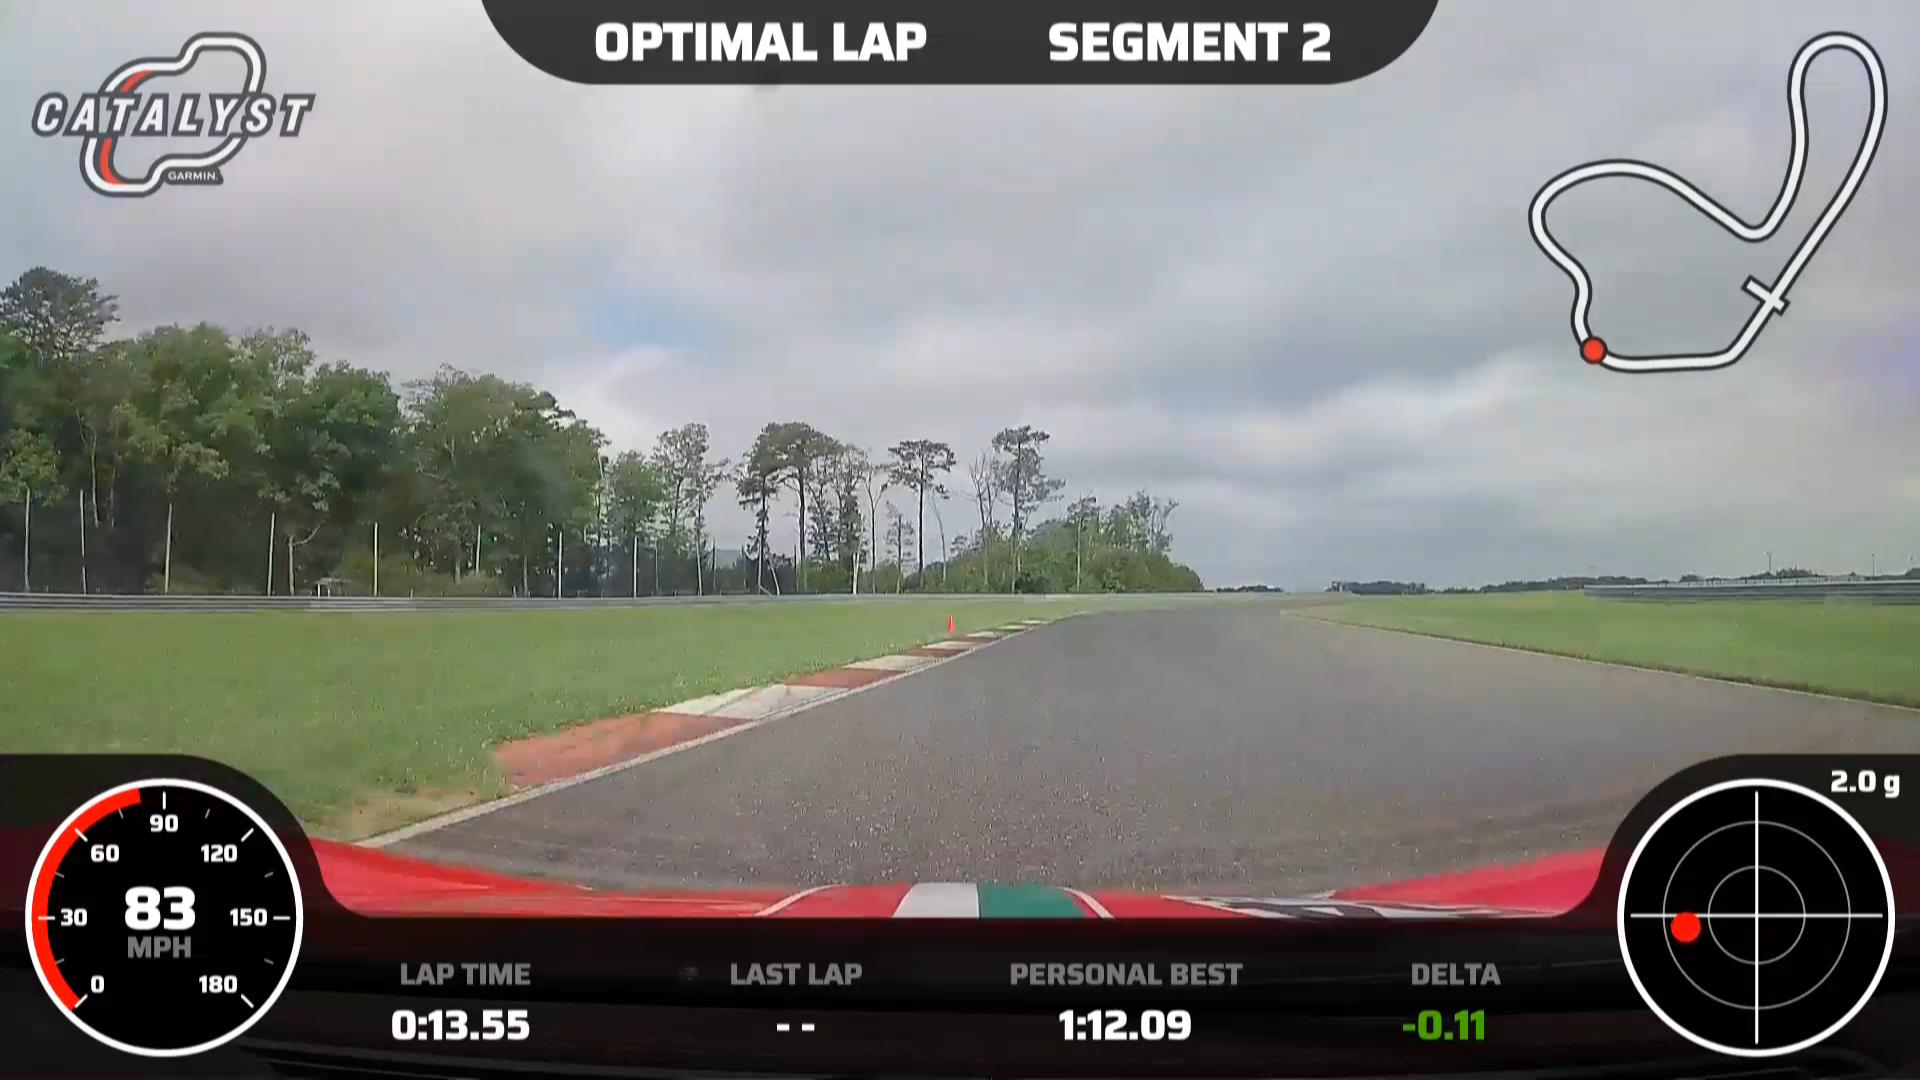 OPTIMAL LAP SEGMENT 2
CATALYST
GARMIN
2.0 g
90
60 120
30 83 150
MPH
0 180
LAP TIME LAST LAP PERSONAL BEST DELTA
0:13.55 -- 1:12.09 -0.11